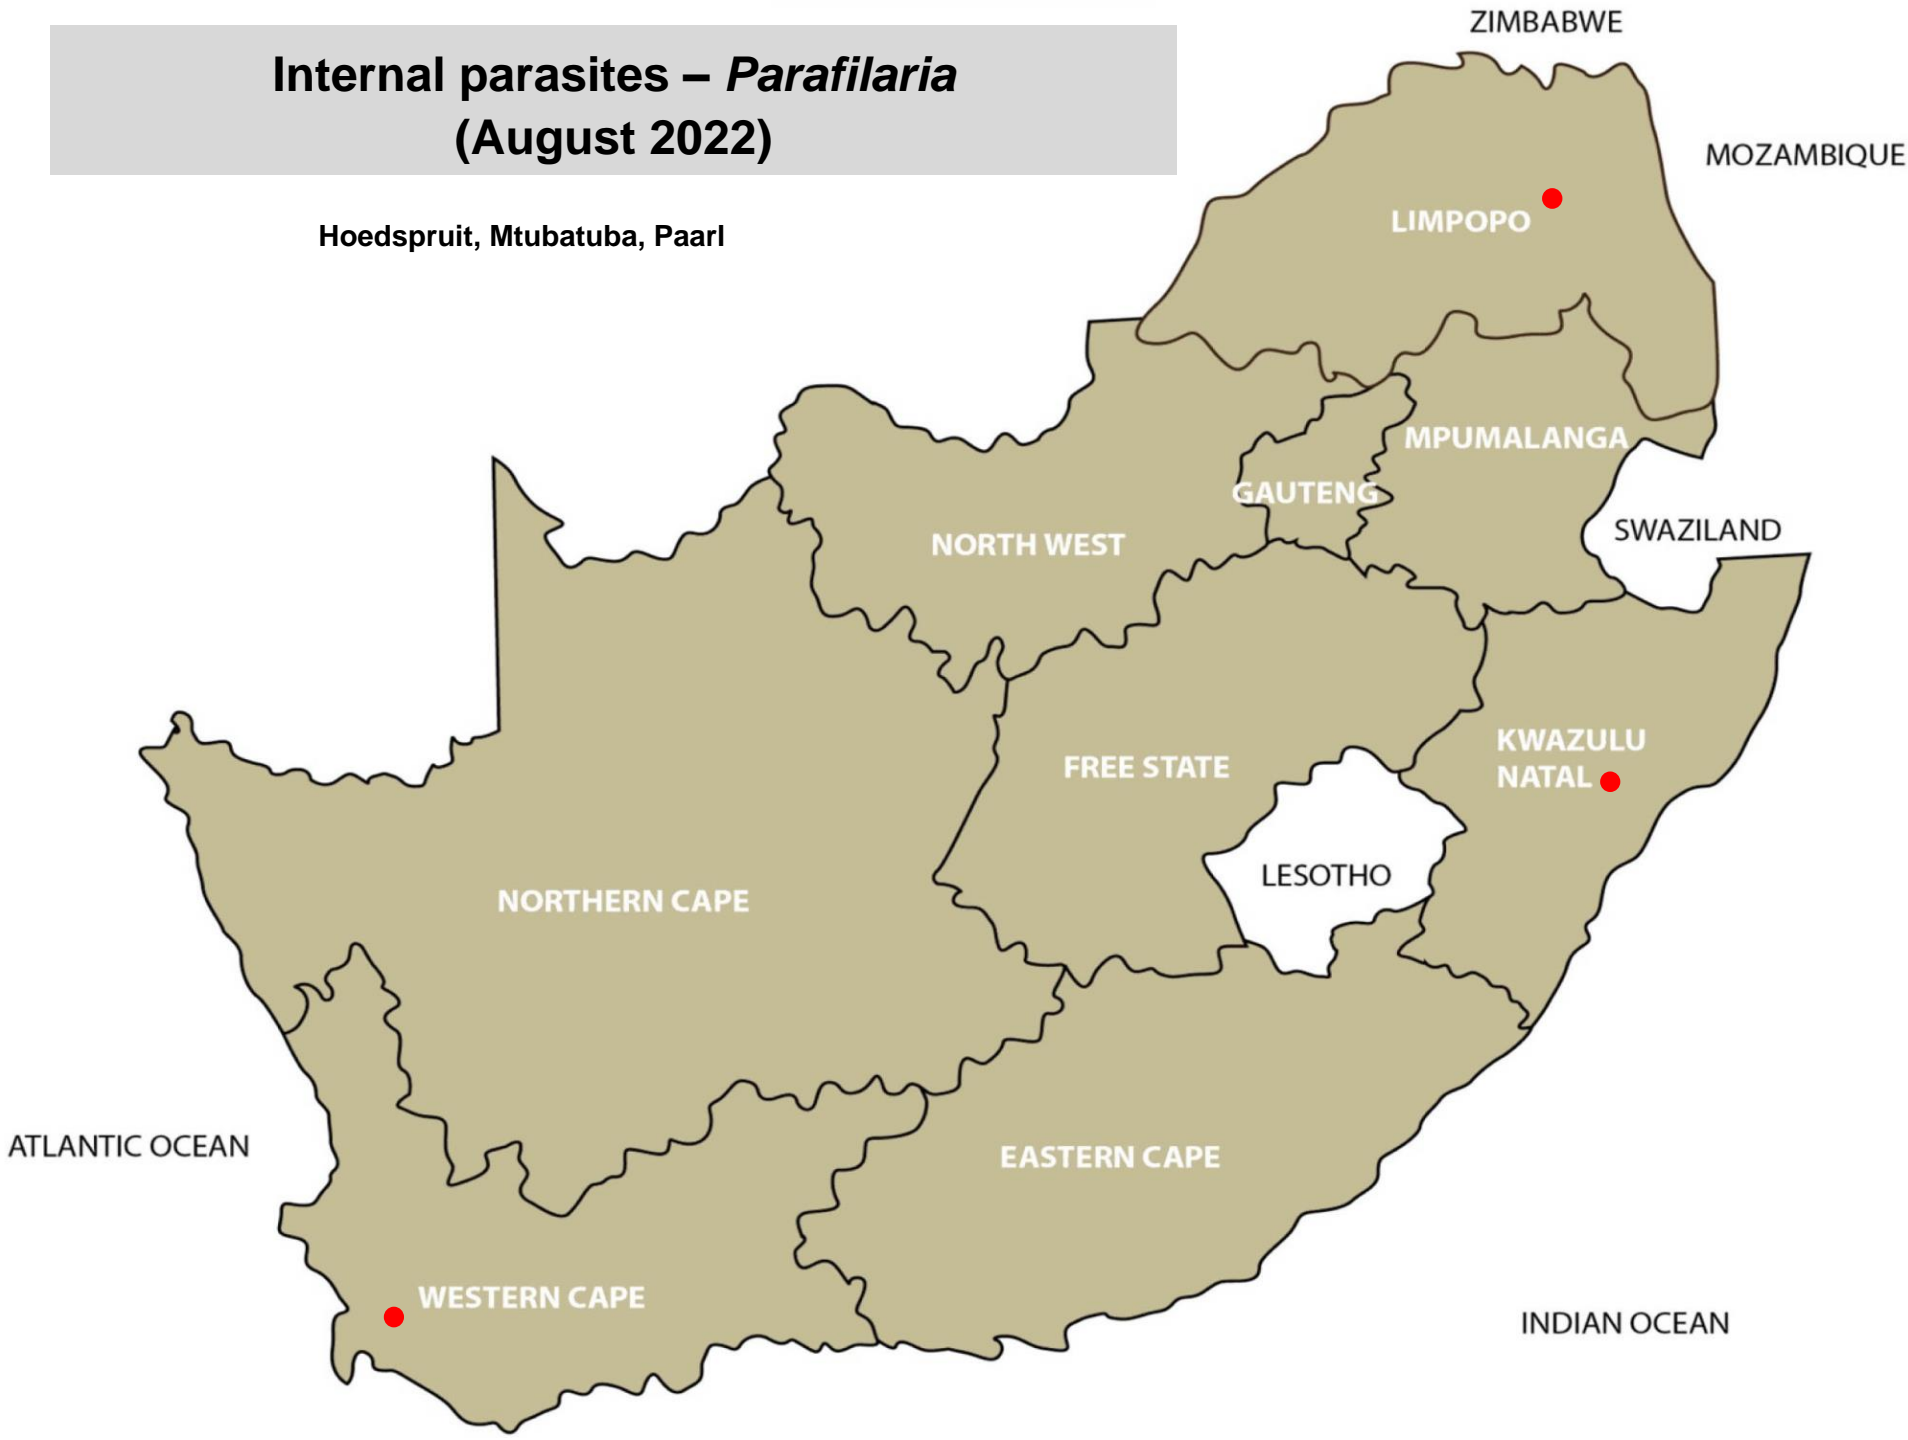 Internal parasites – Parafilaria
(August 2022)
Hoedspruit, Mtubatuba, Paarl
ZIMBABWE
MOZAMBIQUE
LIMPOPO
MPUMALANGA
GAUTENG
SWAZILAND
NORTH WEST
KWAZULU
NATAL
FREE STATE
LESOTHO
NORTHERN CAPE
ATLANTIC OCEAN
EASTERN CAPE
WESTERN CAPE
INDIAN OCEAN